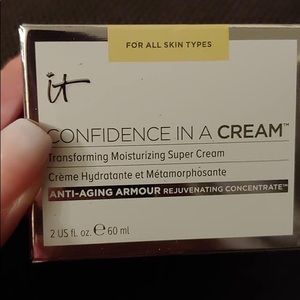 FOR ALL SKIN TYPES
it
CONFIDENCE IN A CREAM™
Transforming Moisturizing Super Cream
Crème Hydratante et Métamorphosante
ANTI-AGING ARMOUR REJUVENATING CONCENTRATE™
2 US fl. oz. ℮ 60 ml